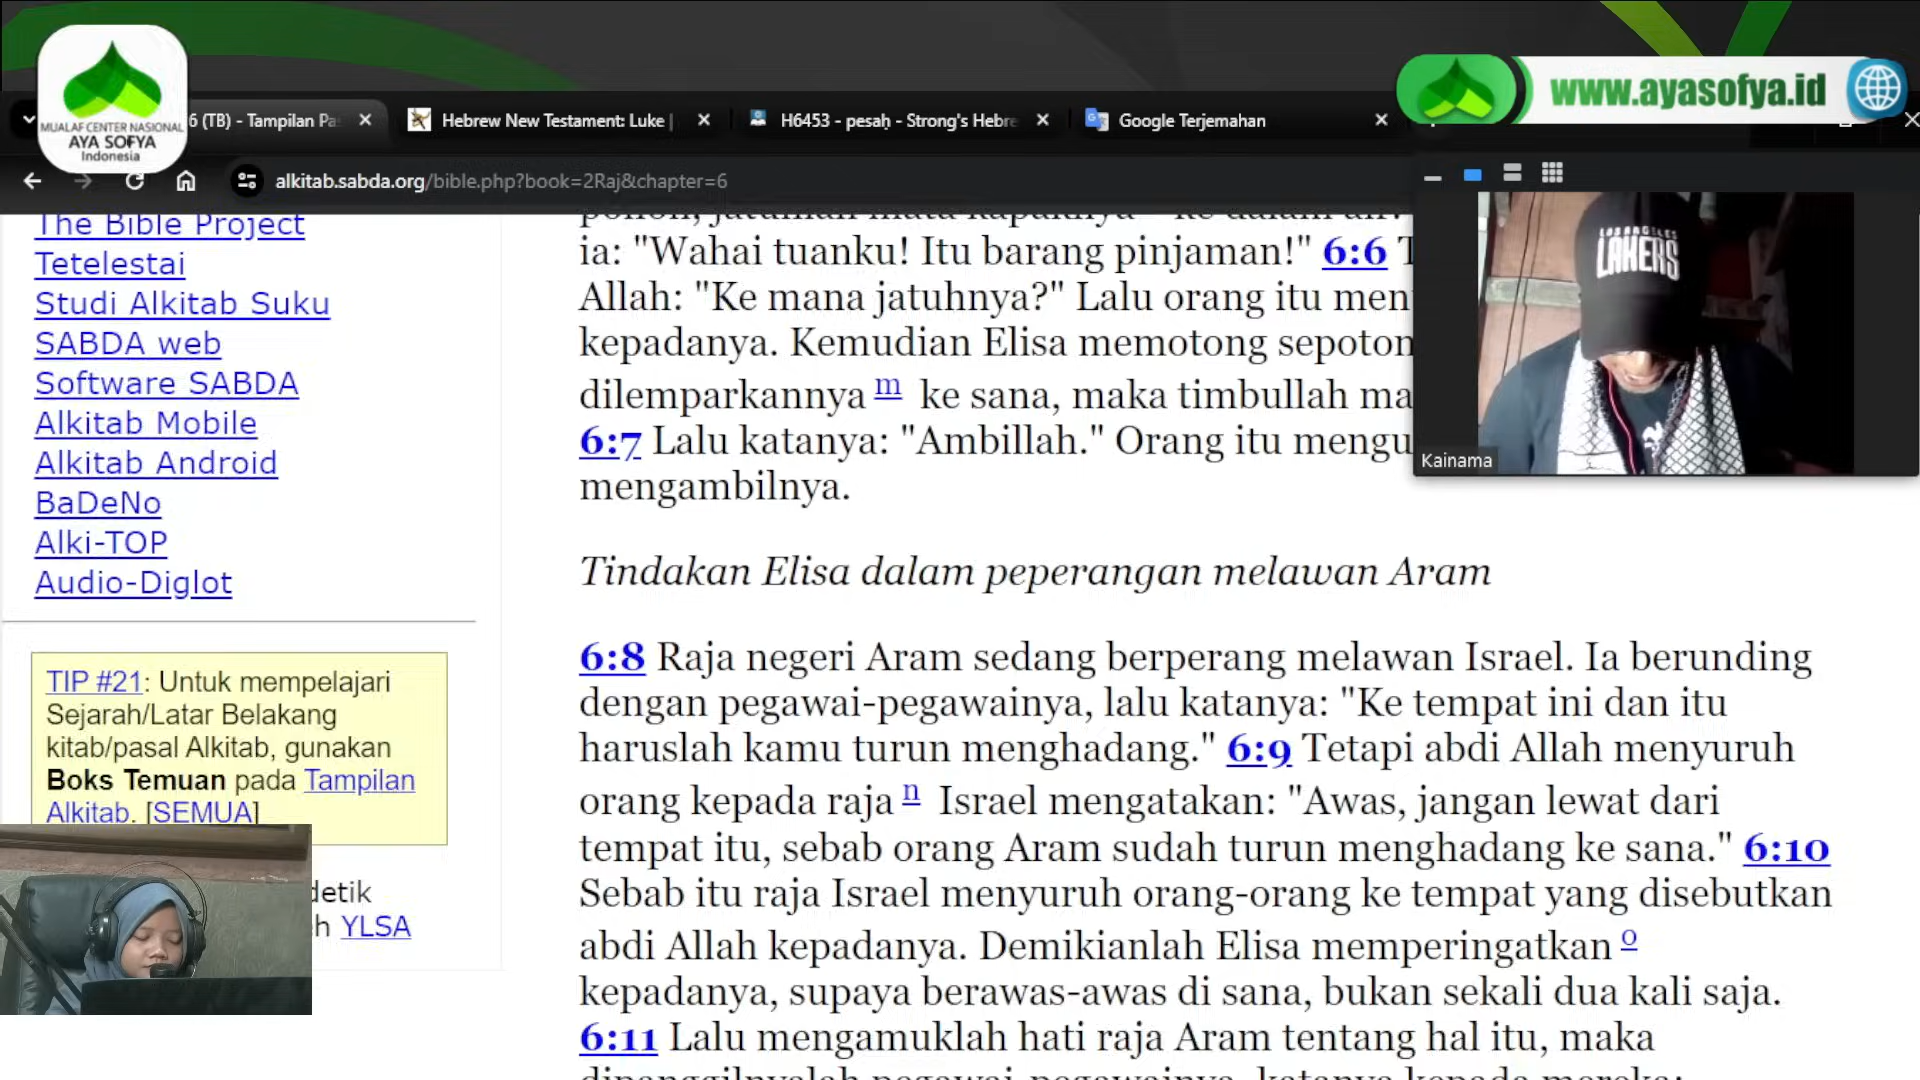 MUALAF CENTER NASIONAL
AYA SOFYA
Indonesia
www.ayasofya.id
6 (TB) - Tampilan Pa
Hebrew New Testament: Luke |
H6453 - pesaḥ - Strong's Hebre
Google Terjemahan
alkitab.sabda.org/bible.php?book=2Raj&chapter=6
The Bible Project
Tetelestai
Studi Alkitab Suku
SABDA web
Software SABDA
Alkitab Mobile
Alkitab Android
BaDeNo
Alki-TOP
Audio-Diglot
TIP #21: Untuk mempelajari
Sejarah/Latar Belakang
kitab/pasal Alkitab, gunakan
Boks Temuan pada Tampilan
Alkitab. [SEMUA]
detik
h YLSA
ia: "Wahai tuanku! Itu barang pinjaman!" 6:6 T
Allah: "Ke mana jatuhnya?" Lalu orang itu men
kepadanya. Kemudian Elisa memotong sepoton
dilemparkannya m ke sana, maka timbullah ma
6:7 Lalu katanya: "Ambillah." Orang itu mengu
mengambilnya.
Tindakan Elisa dalam peperangan melawan Aram
6:8 Raja negeri Aram sedang berperang melawan Israel. Ia berunding
dengan pegawai-pegawainya, lalu katanya: "Ke tempat ini dan itu
haruslah kamu turun menghadang." 6:9 Tetapi abdi Allah menyuruh
orang kepada raja n Israel mengatakan: "Awas, jangan lewat dari
tempat itu, sebab orang Aram sudah turun menghadang ke sana." 6:10
Sebab itu raja Israel menyuruh orang-orang ke tempat yang disebutkan
abdi Allah kepadanya. Demikianlah Elisa memperingatkan o
kepadanya, supaya berawas-awas di sana, bukan sekali dua kali saja.
6:11 Lalu mengamuklah hati raja Aram tentang hal itu, maka
LOS ANGELES
LAKERS
Kainama